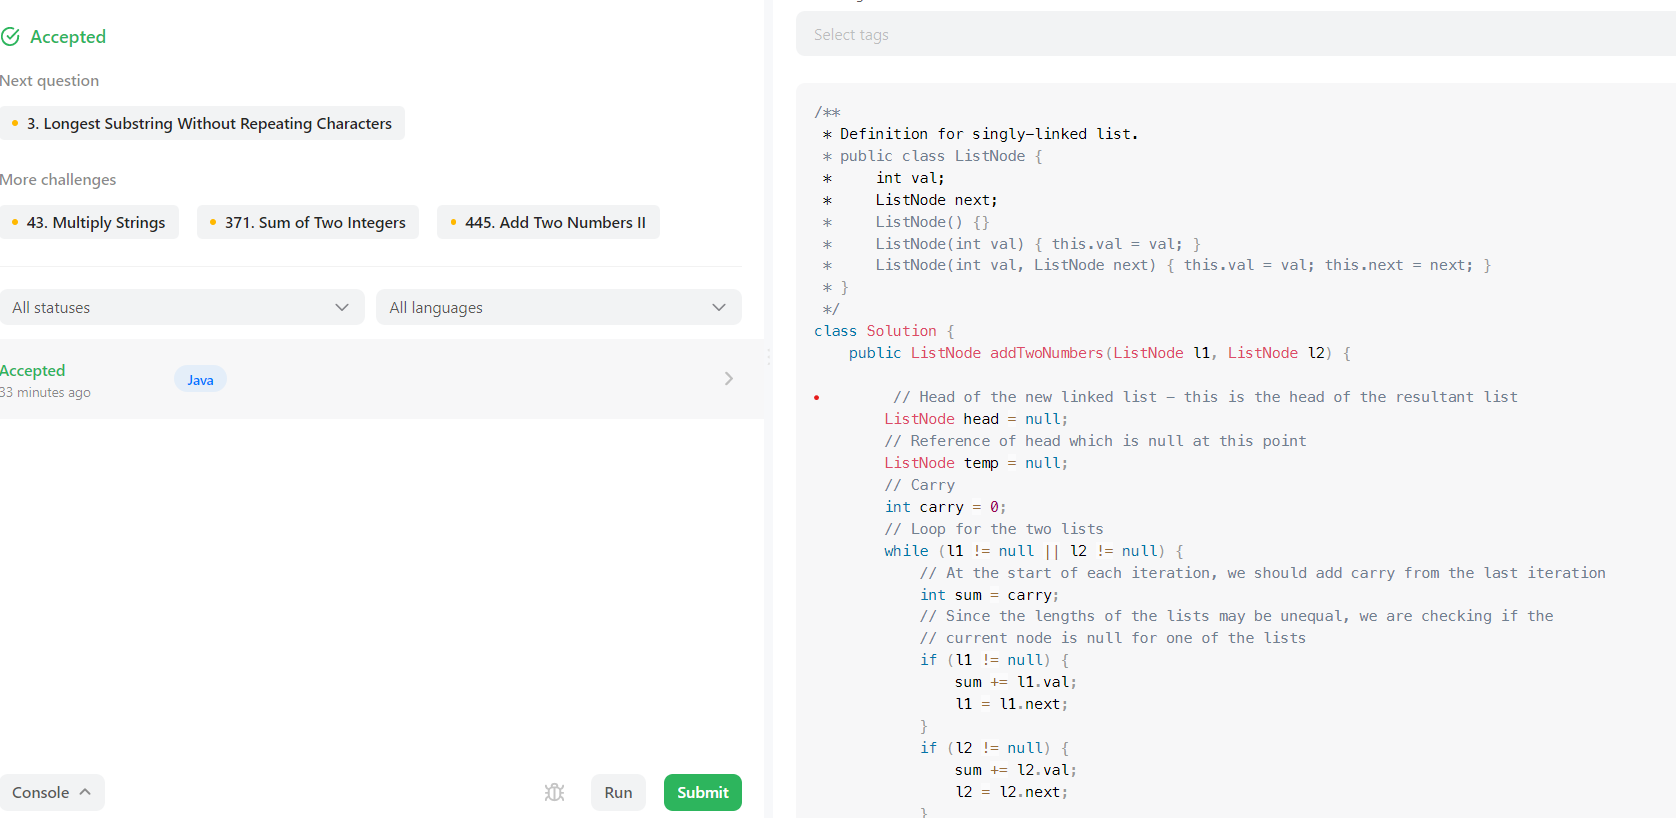 Accepted
Next question
3. Longest Substring Without Repeating Characters
More challenges
43. Multiply Strings
371. Sum of Two Integers
445. Add Two Numbers II
All statuses
All languages
Accepted
33 minutes ago
Java
Console
Run
Submit
Select tags
/**
 * Definition for singly-linked list.
 * public class ListNode {
 *     int val;
 *     ListNode next;
 *     ListNode() {}
 *     ListNode(int val) { this.val = val; }
 *     ListNode(int val, ListNode next) { this.val = val; this.next = next; }
 * }
 */
class Solution {
    public ListNode addTwoNumbers(ListNode l1, ListNode l2) {
         // Head of the new linked list - this is the head of the resultant list
        ListNode head = null;
        // Reference of head which is null at this point
        ListNode temp = null;
        // Carry
        int carry = 0;
        // Loop for the two lists
        while (l1 != null || l2 != null) {
            // At the start of each iteration, we should add carry from the last iteration
            int sum = carry;
            // Since the lengths of the lists may be unequal, we are checking if the
            // current node is null for one of the lists
            if (l1 != null) {
                sum += l1.val;
                l1 = l1.next;
            }
            if (l2 != null) {
                sum += l2.val;
                l2 = l2.next;
            }